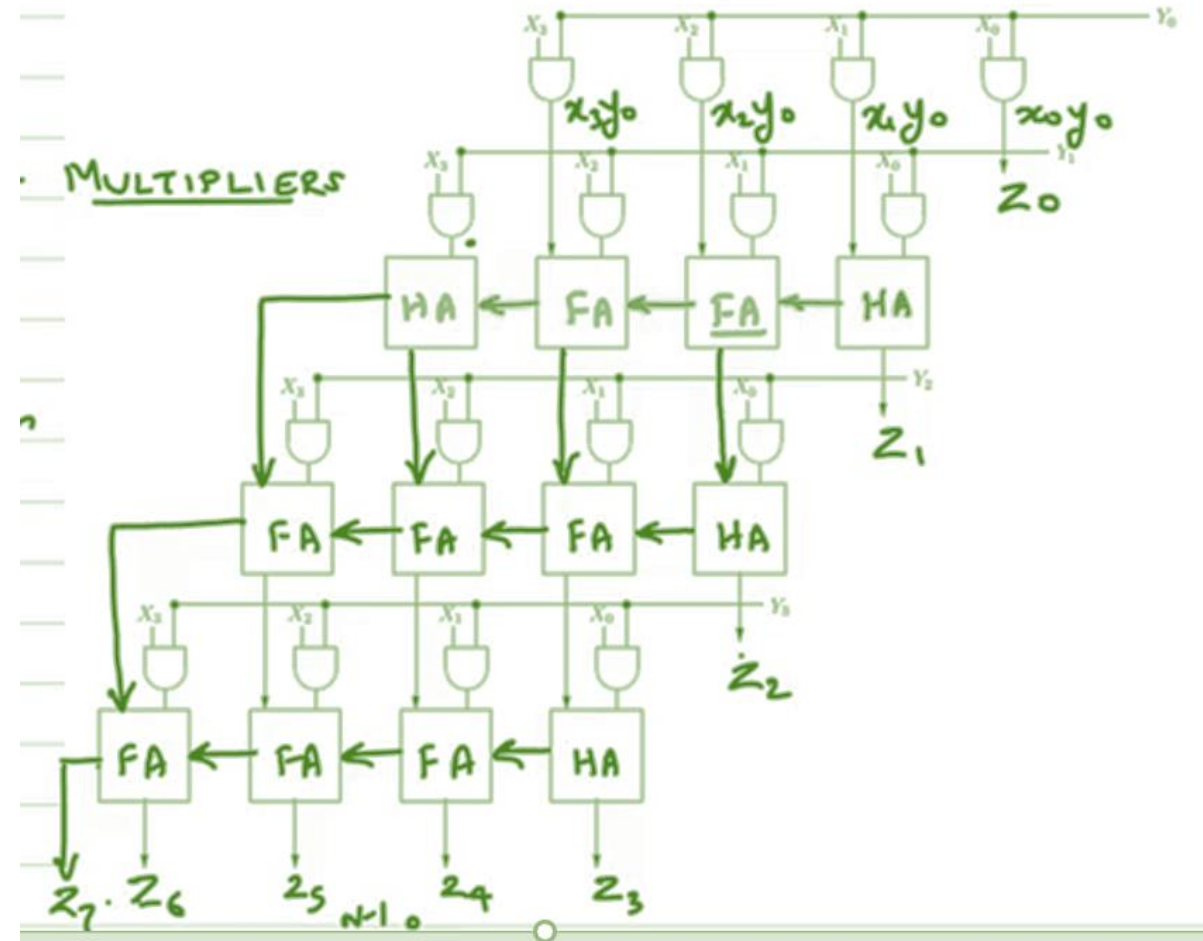 X₃ X₂ X₁ X₀ Y₀
x₃y₀ x₂y₀ x₁y₀ x₀y₀
X₃ X₂ X₁ X₀ Y₁
MULTIPLIERS
Z0
HA FA FA HA
X₃ X₂ X₁ X₀ Y₂
Z₁
FA FA FA HA
X₃ X₂ X₁ X₀ Y₃
Z₂
FA FA FA HA
Z₇ Z₆ Z₅ Z₄ Z₃
N-1 0